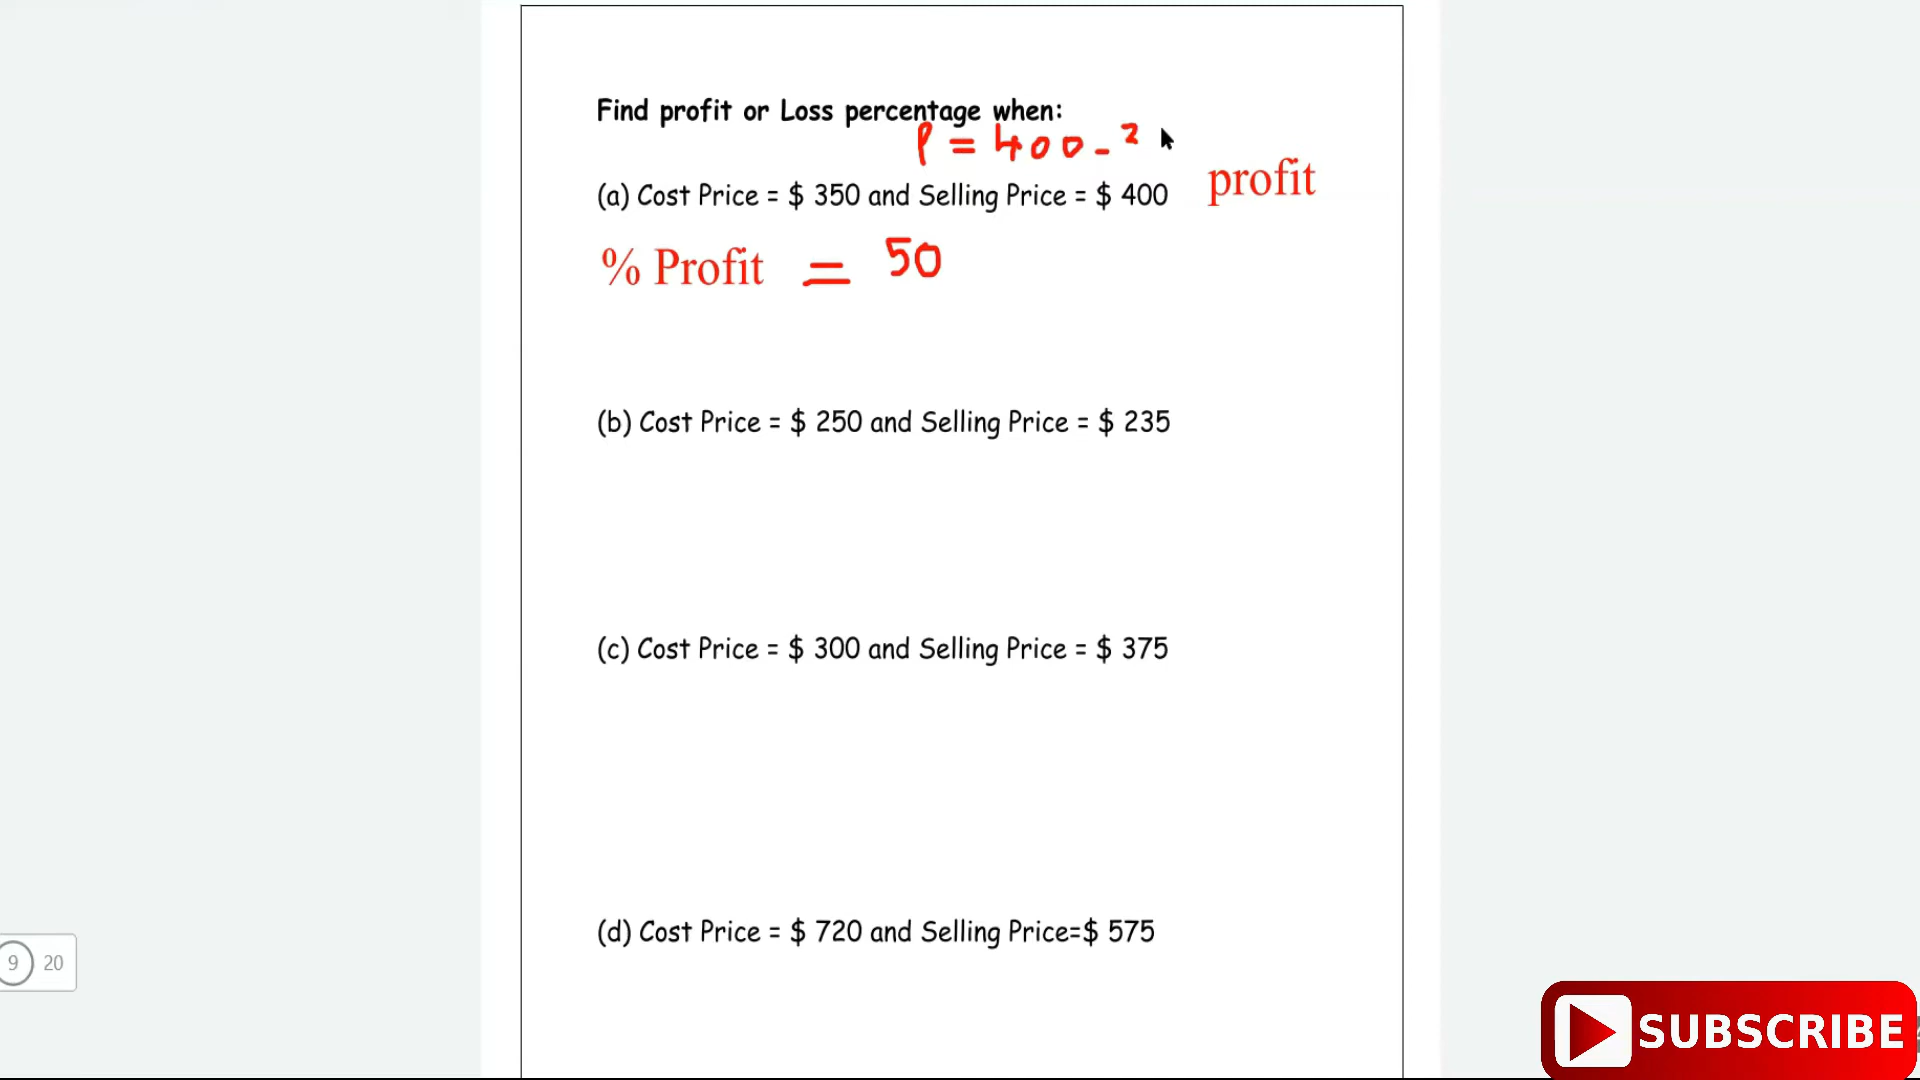 Find profit or Loss percentage when:
P = 400 -
(a) Cost Price = $ 350 and Selling Price = $ 400 profit
% Profit = 50
(b) Cost Price = $ 250 and Selling Price = $ 235
(c) Cost Price = $ 300 and Selling Price = $ 375
(d) Cost Price = $ 720 and Selling Price=$ 575
9 20
SUBSCRIBE